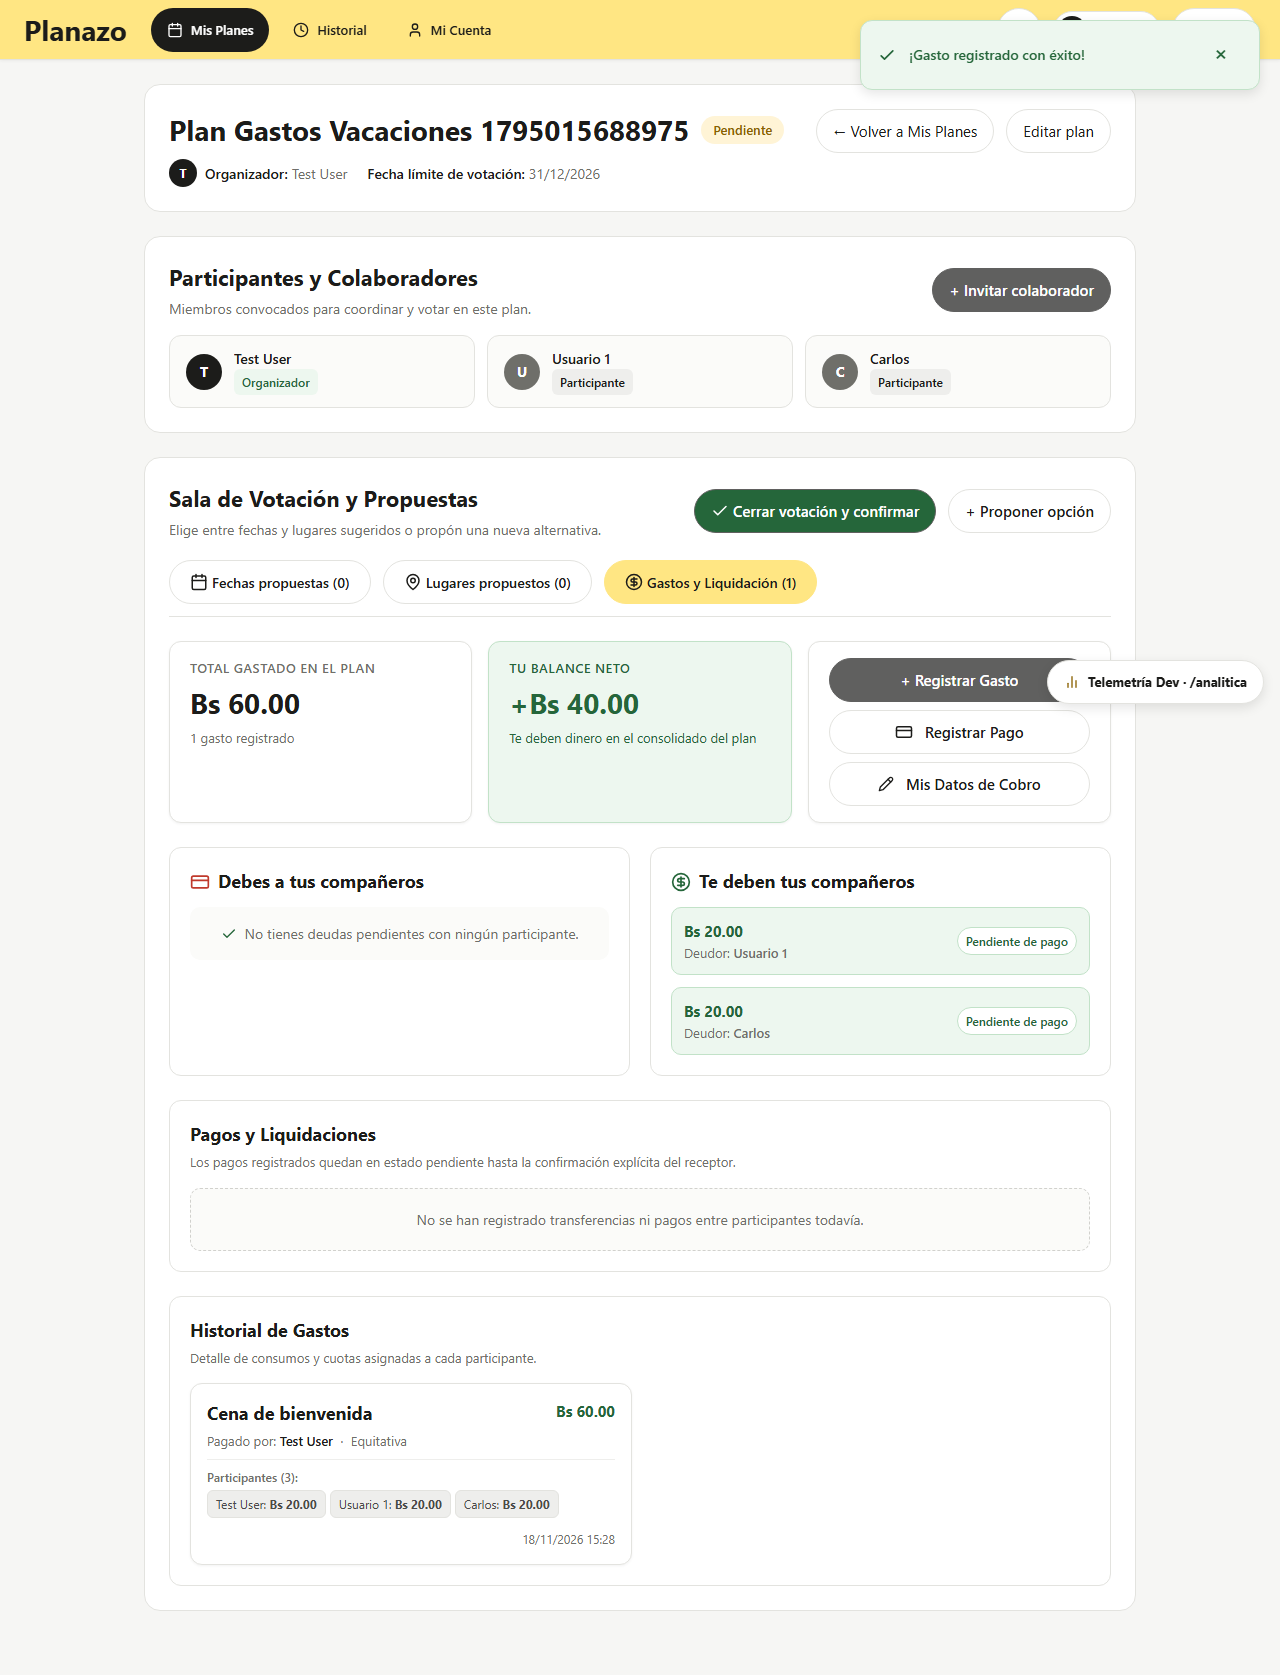 Planazo
Mis Planes
Historial
Mi Cuenta
¡Gasto registrado con éxito!
Plan Gastos Vacaciones 1795015688975
Pendiente
← Volver a Mis Planes
Editar plan
T
Organizador: Test User
Fecha límite de votación: 31/12/2026
Participantes y Colaboradores
Miembros convocados para coordinar y votar en este plan.
+ Invitar colaborador
T
Test User
Organizador
U
Usuario 1
Participante
C
Carlos
Participante
Sala de Votación y Propuestas
Elige entre fechas y lugares sugeridos o propón una nueva alternativa.
Cerrar votación y confirmar
+ Proponer opción
Fechas propuestas (0)
Lugares propuestos (0)
Gastos y Liquidación (1)
TOTAL GASTADO EN EL PLAN
Bs 60.00
1 gasto registrado
TU BALANCE NETO
+Bs 40.00
Te deben dinero en el consolidado del plan
+ Registrar Gasto
Registrar Pago
Mis Datos de Cobro
Telemetría Dev · /analitica
Debes a tus compañeros
No tienes deudas pendientes con ningún participante.
Te deben tus compañeros
Bs 20.00
Deudor: Usuario 1
Pendiente de pago
Bs 20.00
Deudor: Carlos
Pendiente de pago
Pagos y Liquidaciones
Los pagos registrados quedan en estado pendiente hasta la confirmación explícita del receptor.
No se han registrado transferencias ni pagos entre participantes todavía.
Historial de Gastos
Detalle de consumos y cuotas asignadas a cada participante.
Cena de bienvenida
Bs 60.00
Pagado por: Test User · Equitativa
Participantes (3):
Test User: Bs 20.00
Usuario 1: Bs 20.00
Carlos: Bs 20.00
18/11/2026 15:28